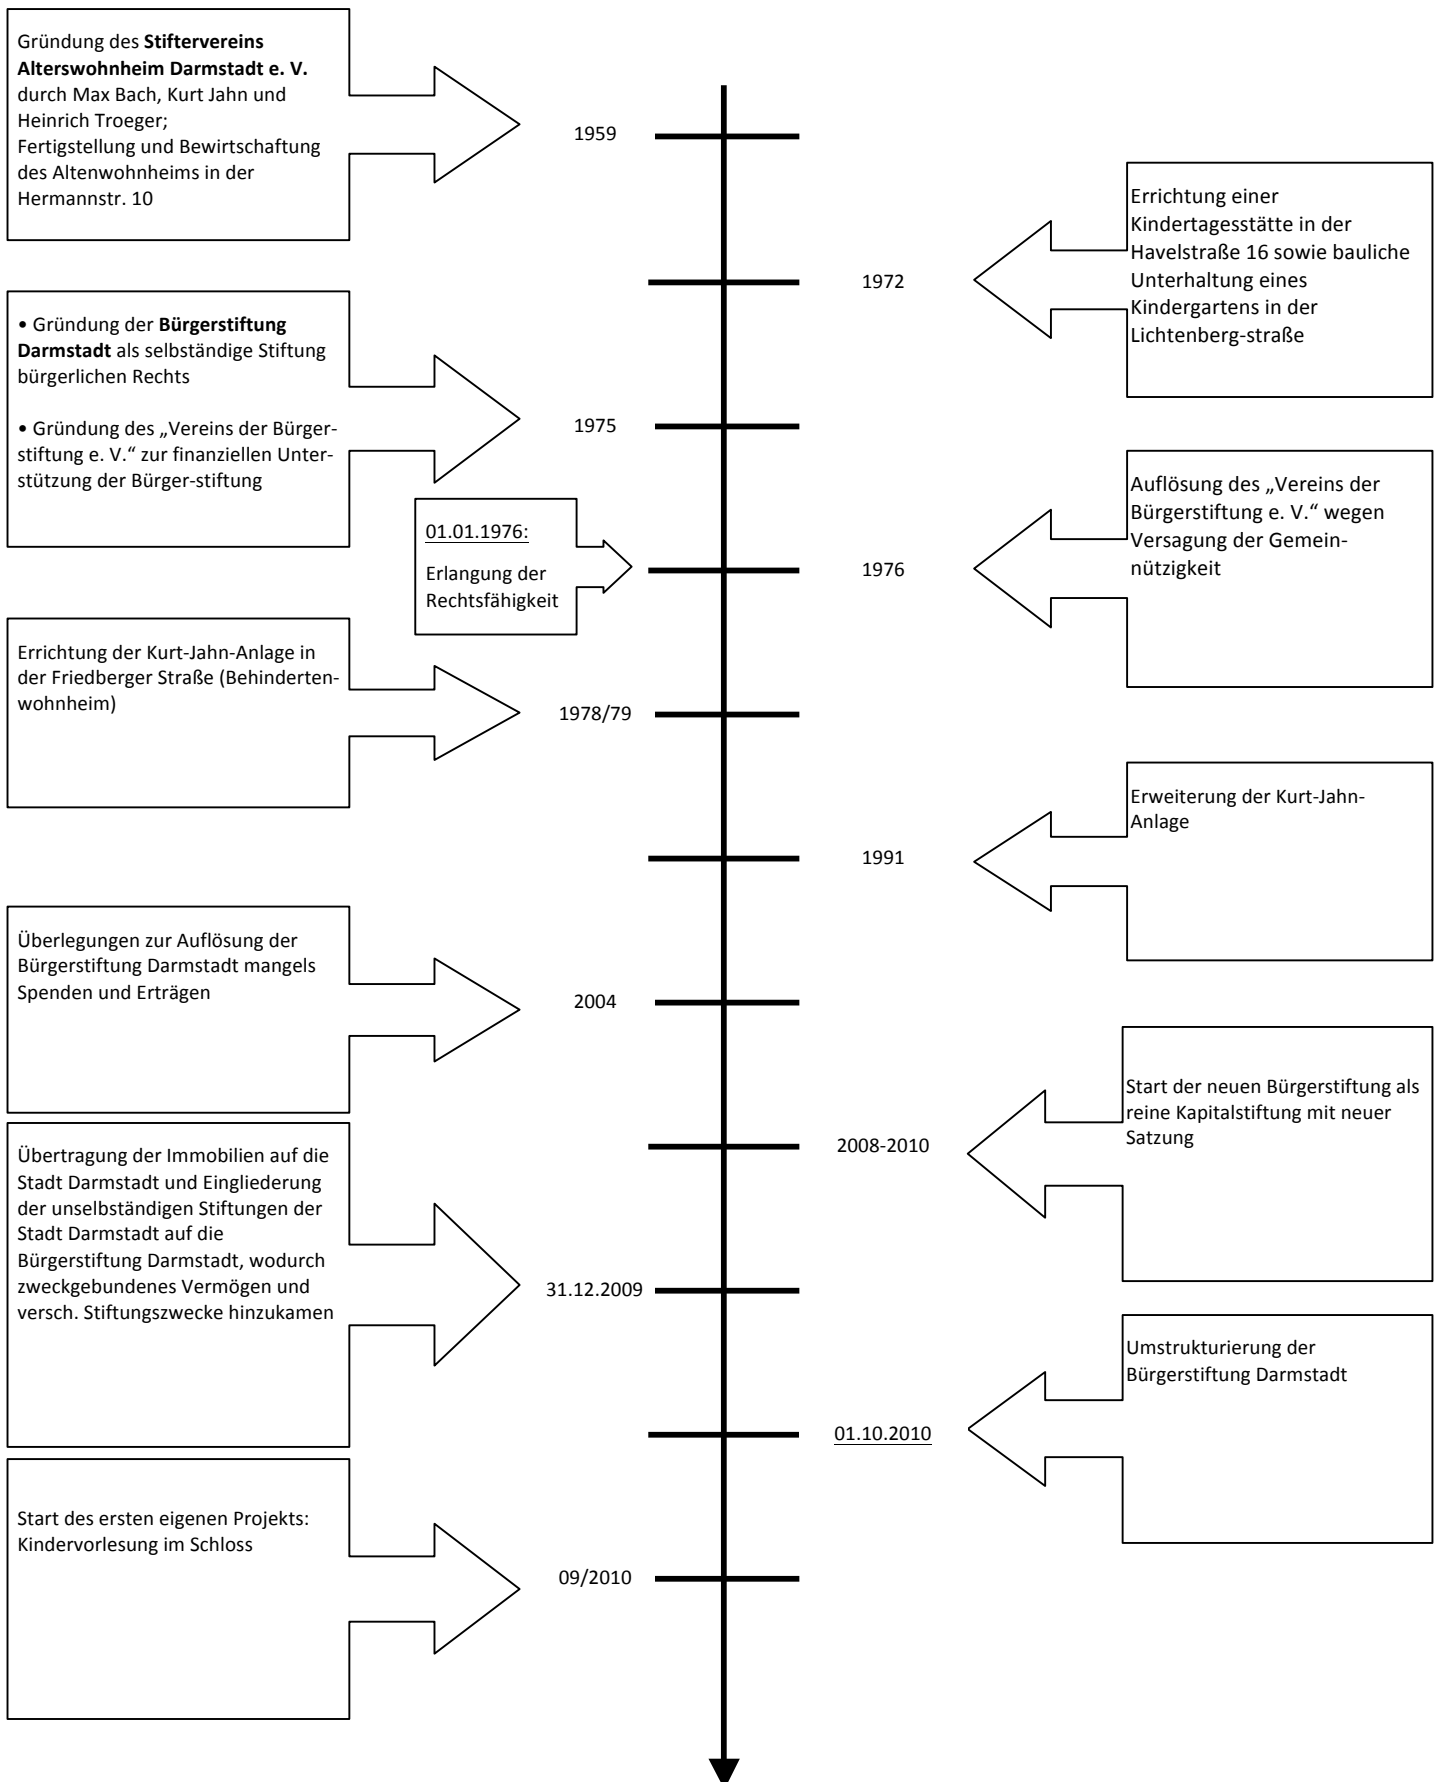 Gründung des Stiftervereins
Alterswohnheim Darmstadt e. V.
durch Max Bach, Kurt Jahn und
Heinrich Troeger;
Fertigstellung und Bewirtschaftung
des Altenwohnheims in der
Hermannstr. 10
1959
Errichtung einer
Kindertagesstätte in der
Havelstraße 16 sowie bauliche
Unterhaltung eines
Kindergartens in der
Lichtenberg-straße
1972
• Gründung der Bürgerstiftung
Darmstadt als selbständige Stiftung
bürgerlichen Rechts
• Gründung des „Vereins der Bürger-
stiftung e. V.“ zur finanziellen Unter-
stützung der Bürger-stiftung
1975
01.01.1976:
Erlangung der
Rechtsfähigkeit
1976
Auflösung des „Vereins der
Bürgerstiftung e. V.“ wegen
Versagung der Gemein-
nützigkeit
Errichtung der Kurt-Jahn-Anlage in
der Friedberger Straße (Behinderten-
wohnheim)
1978/79
Erweiterung der Kurt-Jahn-
Anlage
1991
Überlegungen zur Auflösung der
Bürgerstiftung Darmstadt mangels
Spenden und Erträgen
2004
Start der neuen Bürgerstiftung als
reine Kapitalstiftung mit neuer
Satzung
2008-2010
Übertragung der Immobilien auf die
Stadt Darmstadt und Eingliederung
der unselbständigen Stiftungen der
Stadt Darmstadt auf die
Bürgerstiftung Darmstadt, wodurch
zweckgebundenes Vermögen und
versch. Stiftungszwecke hinzukamen
31.12.2009
Umstrukturierung der
Bürgerstiftung Darmstadt
01.10.2010
Start des ersten eigenen Projekts:
Kindervorlesung im Schloss
09/2010